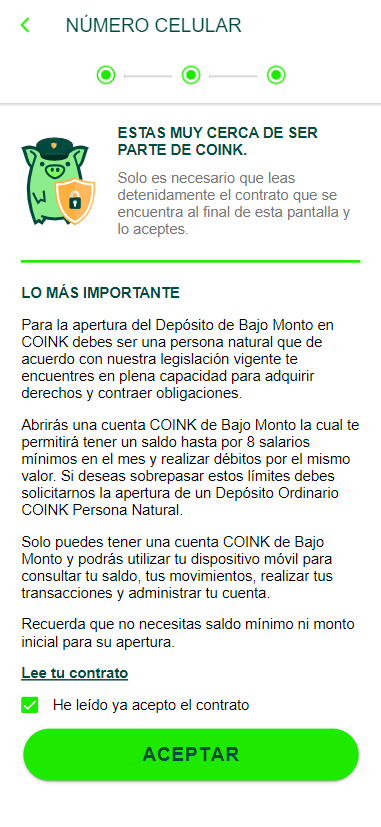 NÚMERO CELULAR
ESTAS MUY CERCA DE SER
PARTE DE COINK.
Solo es necesario que leas
detenidamente el contrato que se
encuentra al final de esta pantalla y
lo aceptes.
LO MÁS IMPORTANTE
Para la apertura del Depósito de Bajo Monto en
COINK debes ser una persona natural que de
acuerdo con nuestra legislación vigente te
encuentres en plena capacidad para adquirir
derechos y contraer obligaciones.
Abrirás una cuenta COINK de Bajo Monto la cual te
permitirá tener un saldo hasta por 8 salarios
mínimos en el mes y realizar débitos por el mismo
valor. Si deseas sobrepasar estos límites debes
solicitarnos la apertura de un Depósito Ordinario
COINK Persona Natural.
Solo puedes tener una cuenta COINK de Bajo
Monto y podrás utilizar tu dispositivo móvil para
consultar tu saldo, tus movimientos, realizar tus
transacciones y administrar tu cuenta.
Recuerda que no necesitas saldo mínimo ni monto
inicial para su apertura.
Lee tu contrato
He leído ya acepto el contrato
ACEPTAR